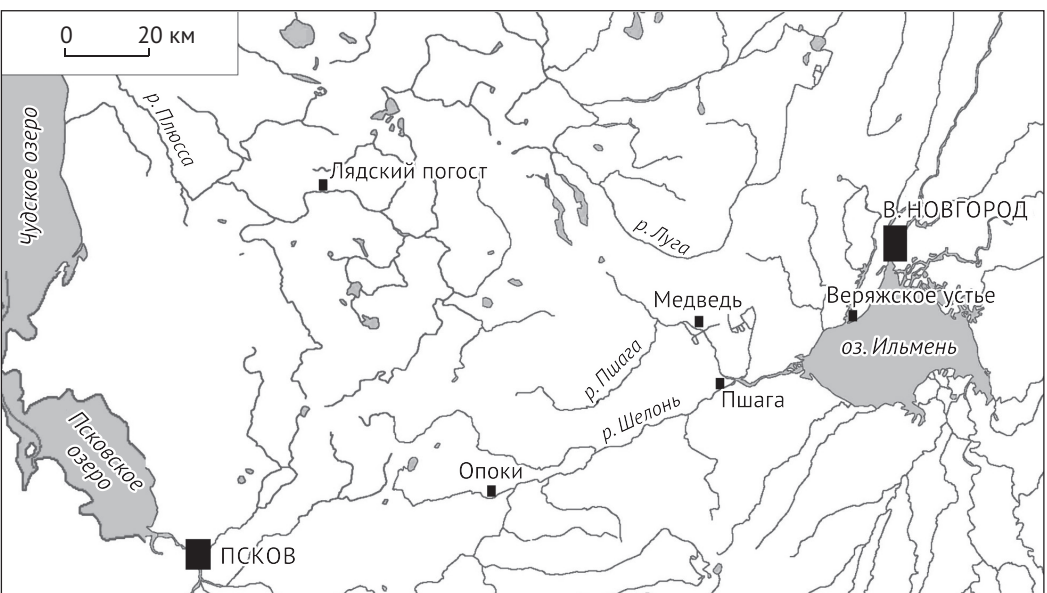 0 20 км
р. Плюсса
Чудское озеро
Лядский погост
В. НОВГОРОД
р. Луга
Медведь
Веряжское устье
оз. Ильмень
р. Пшага
Пшага
р. Шелонь
Псковское
озеро
Опоки
ПСКОВ